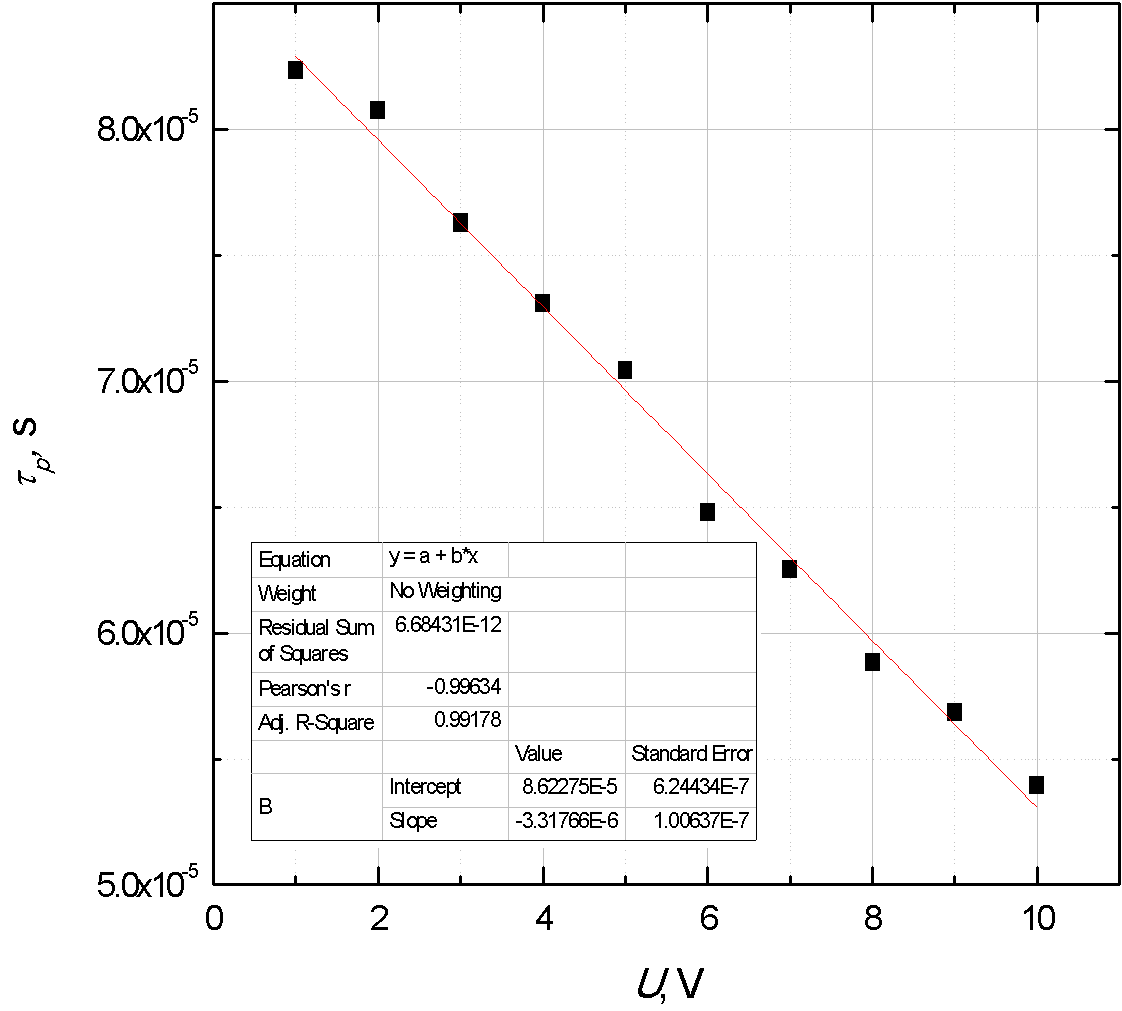 8.0x10⁻⁵
7.0x10⁻⁵
6.0x10⁻⁵
5.0x10⁻⁵
τp, s
Equation y = a + b*x
Weight No Weighting
Residual Sum of Squares 6.68431E-12
Pearson's r -0.99634
Adj. R-Square 0.99178
Value Standard Error
B Intercept 8.62275E-5 6.24434E-7
Slope -3.31766E-6 1.00637E-7
0 2 4 6 8 10
U, V